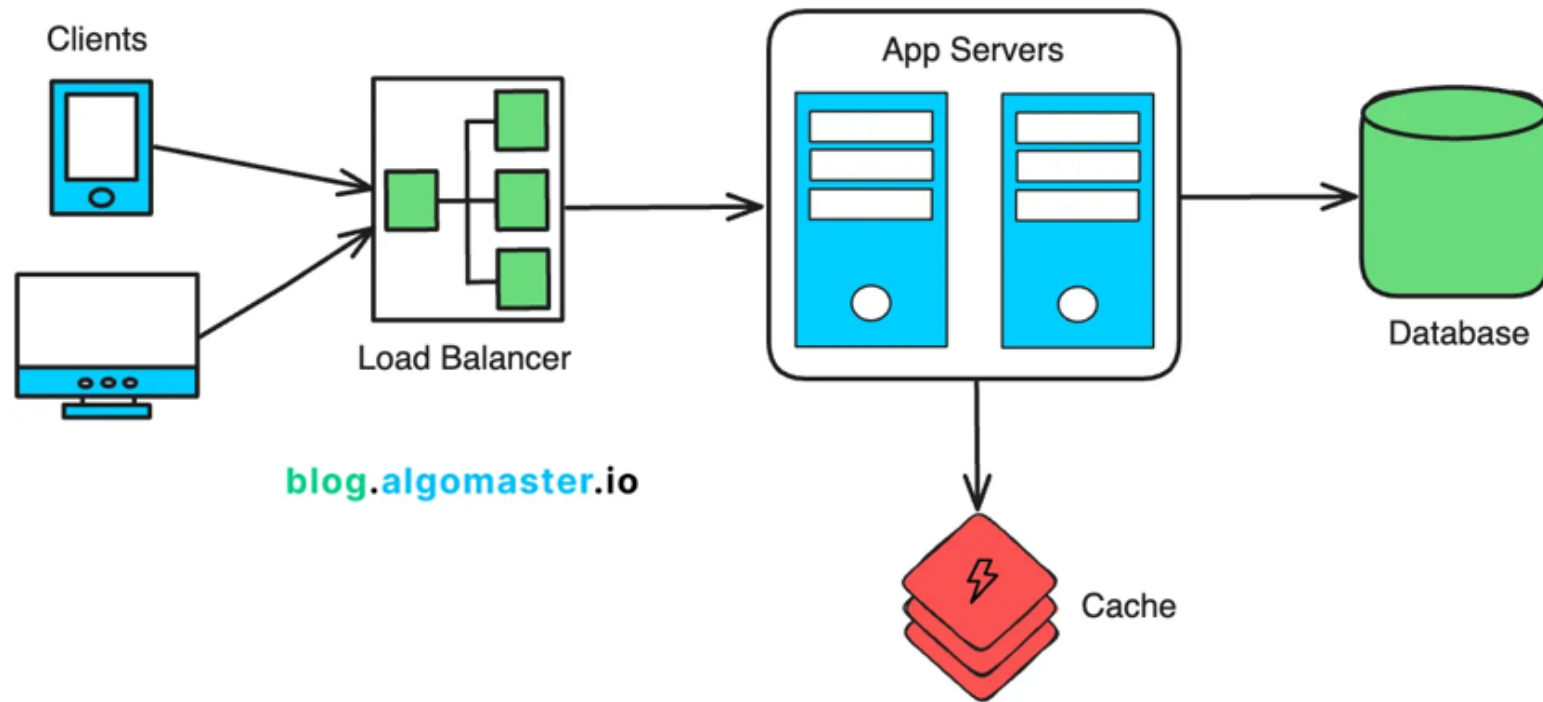 Clients
App Servers
Load Balancer
Database
blog.algomaster.io
Cache